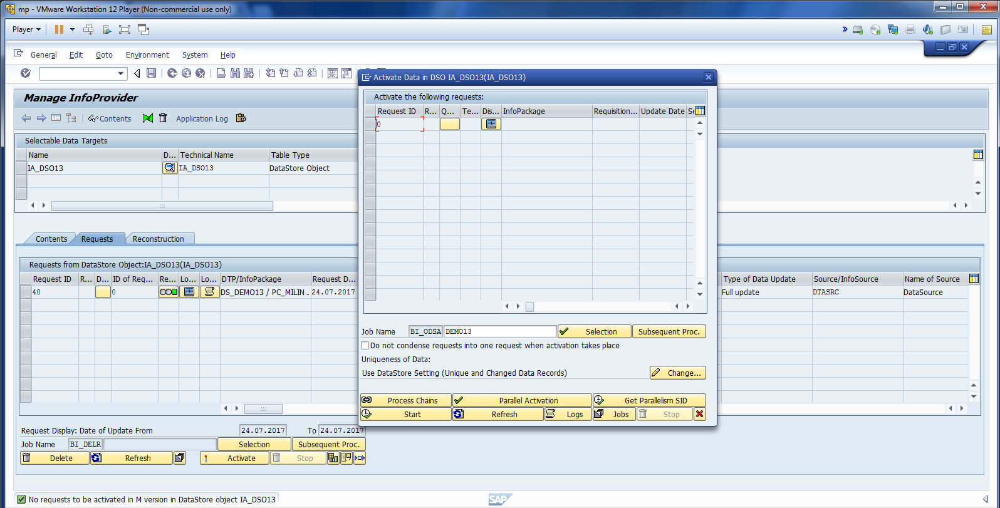 mp - VMware Workstation 12 Player (Non-commercial use only)
Player
General Edit Goto Environment System Help
Manage InfoProvider
Contents Application Log
Selectable Data Targets
Name D... Technical Name Table Type
IA_DSO13 IA_DSO13 DataStore Object
Contents Requests Reconstruction
Requests from DataStore Object:IA_DSO13(IA_DSO13)
Request ID R... D... ID of Req... Re... Lo... Lo... DTP/InfoPackage Request D... Type of Data Update Source/InfoSource Name of Source
40 0 DS_DEMO13 / PC_MILIN... 24.07.2017 Full update DTASRC DataSource
Request Display: Date of Update From 24.07.2017 To 24.07.2017
Job Name BI_DELR Selection Subsequent Proc.
Delete Refresh Activate Stop
No requests to be activated in M version in DataStore object IA_DSO13
SAP
Activate Data in DSO IA_DSO13(IA_DSO13)
Activate the following requests:
Request ID R... Q... Te... Dis... InfoPackage Requisition... Update Date Se
0
Job Name BI_ODSA DEMO13 Selection Subsequent Proc.
Do not condense requests into one request when activation takes place
Uniqueness of Data:
Use DataStore Setting (Unique and Changed Data Records) Change...
Process Chains Parallel Activation Get Parallelism SID
Start Refresh Logs Jobs Stop